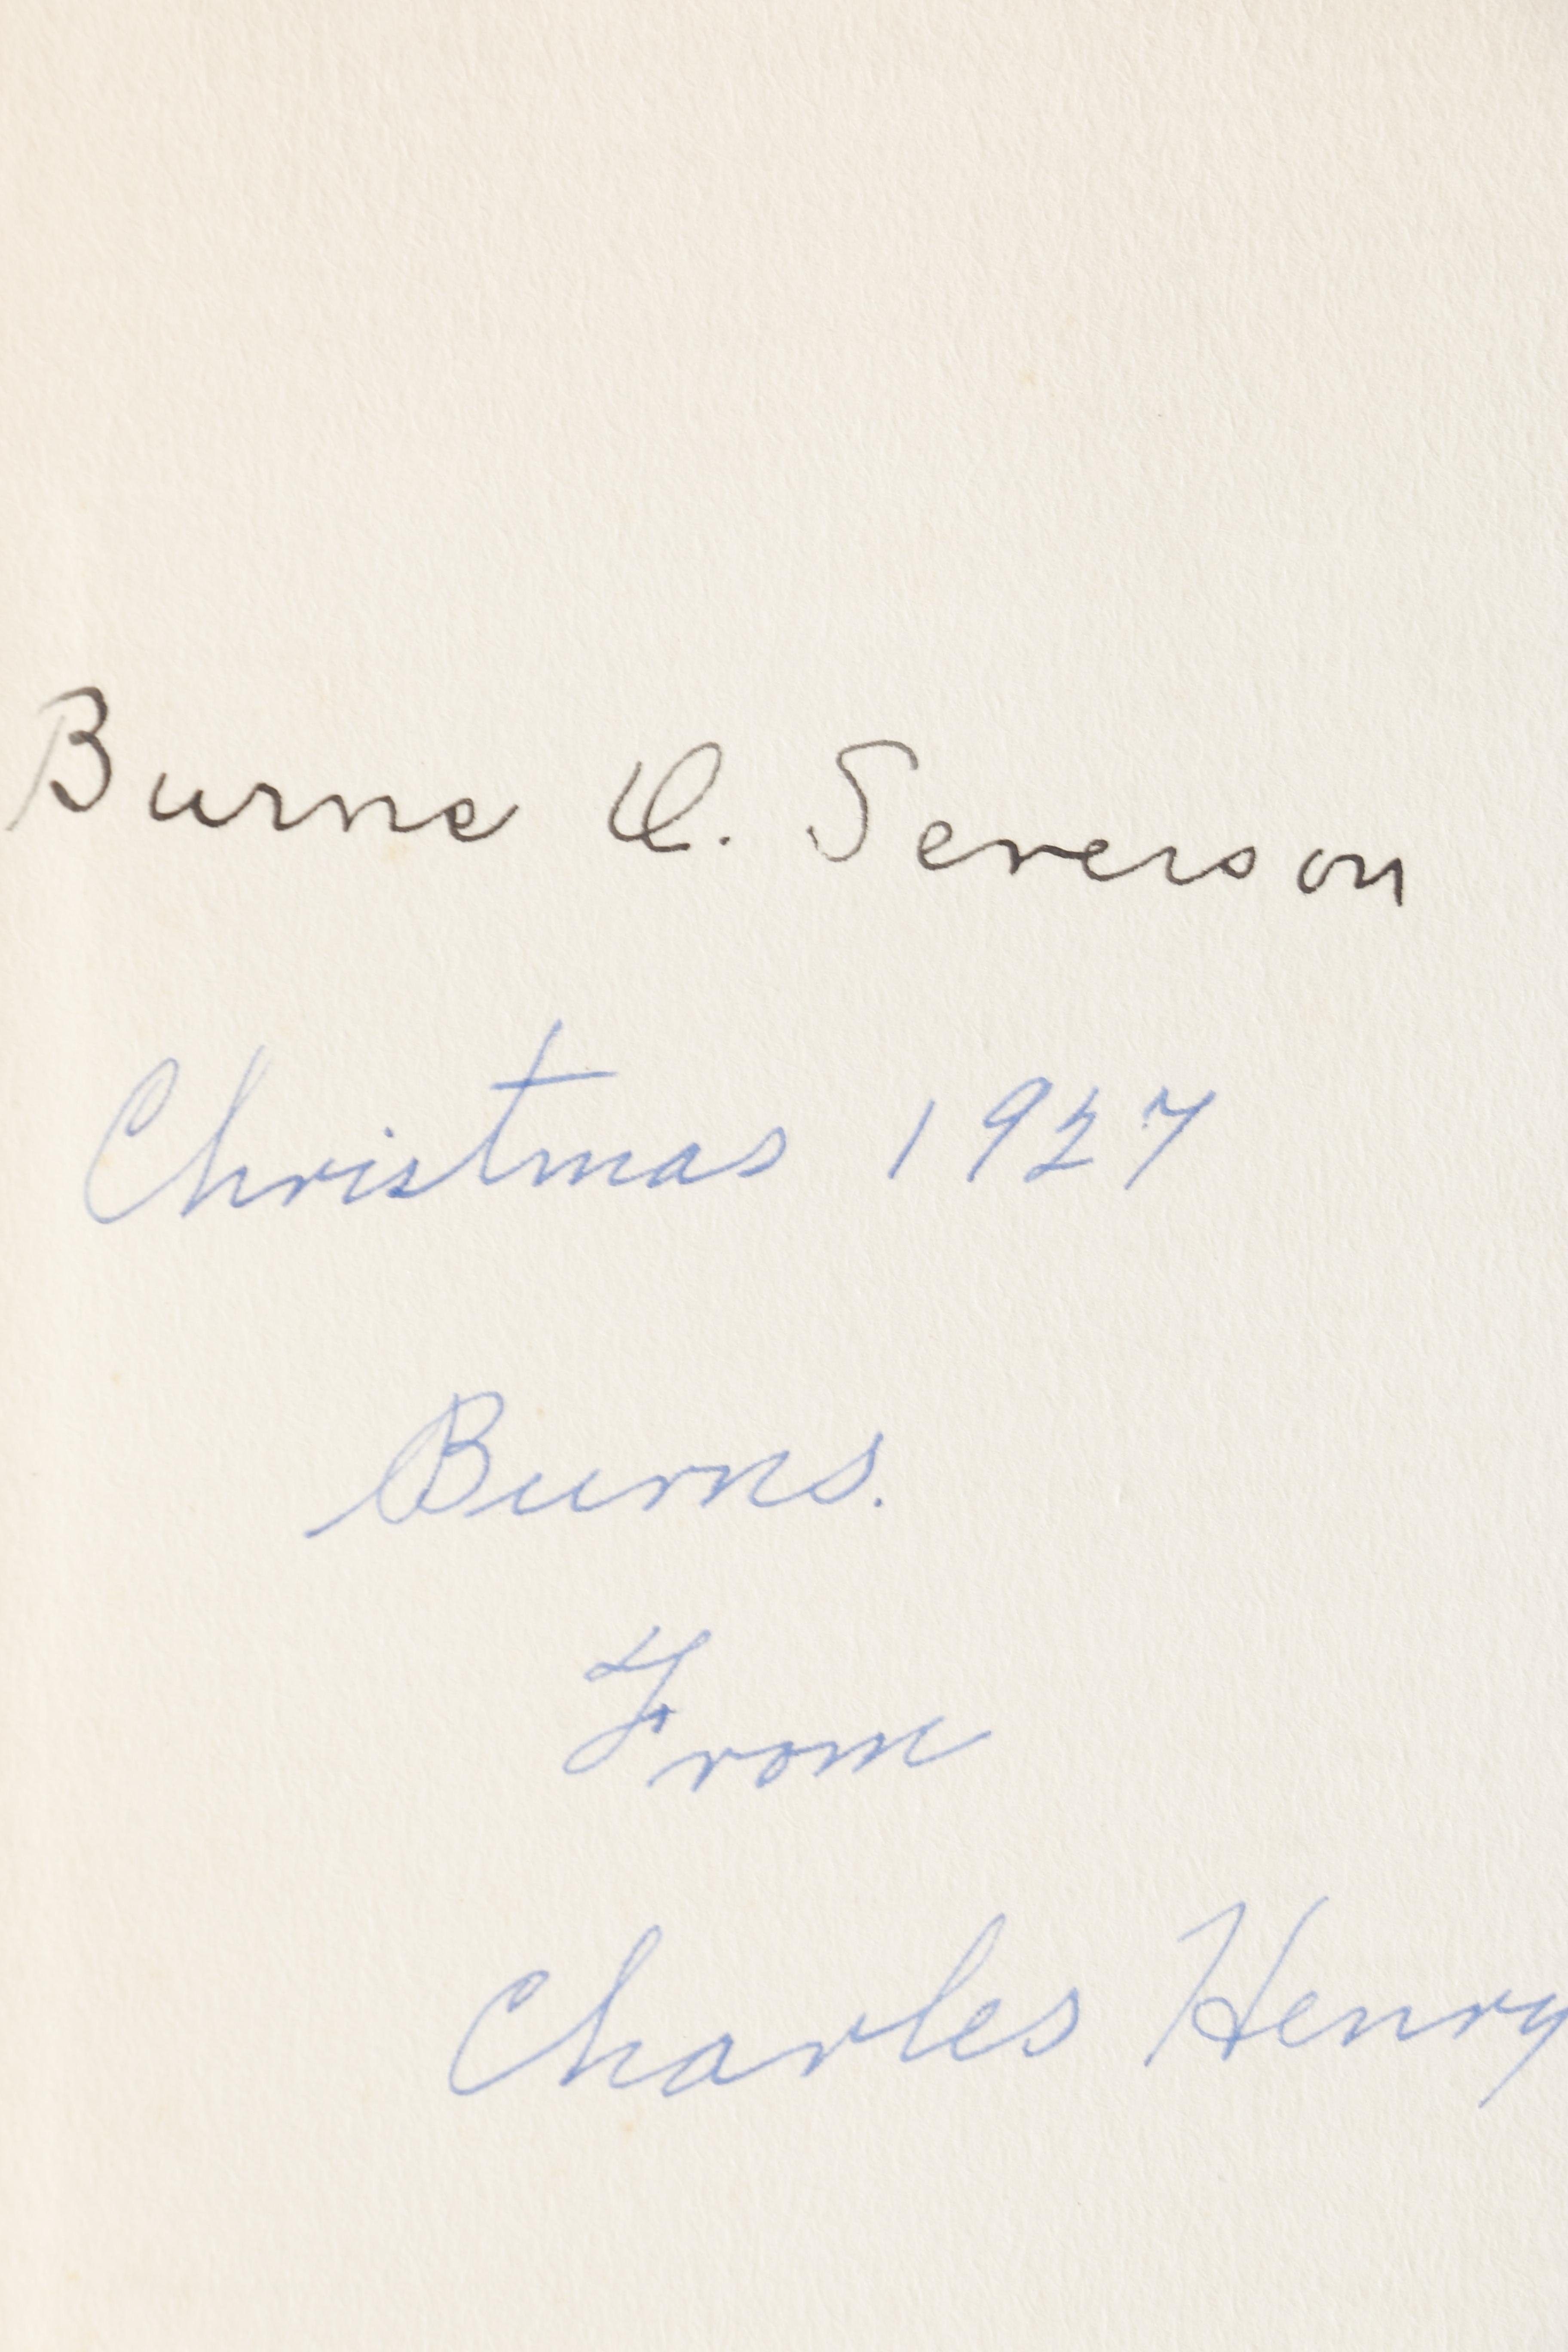 Burne O. Severson
Christmas 1927
Burns.
From
Charles Henry